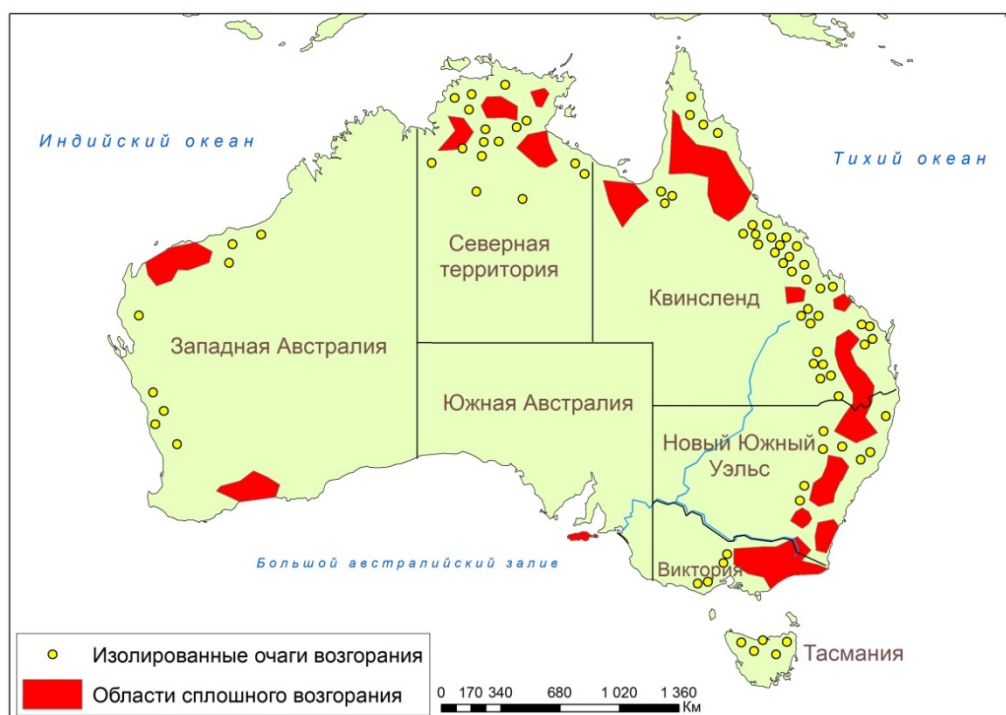 Индийский океан
Тихий океан
Северная
территория
Квинсленд
Западная Австралия
Южная Австралия
Новый Южный
Уэльс
Большой австралийский залив
Виктория
Тасмания
Изолированные очаги возгорания
Области сплошного возгорания
0 170 340 680 1 020 1 360
Км